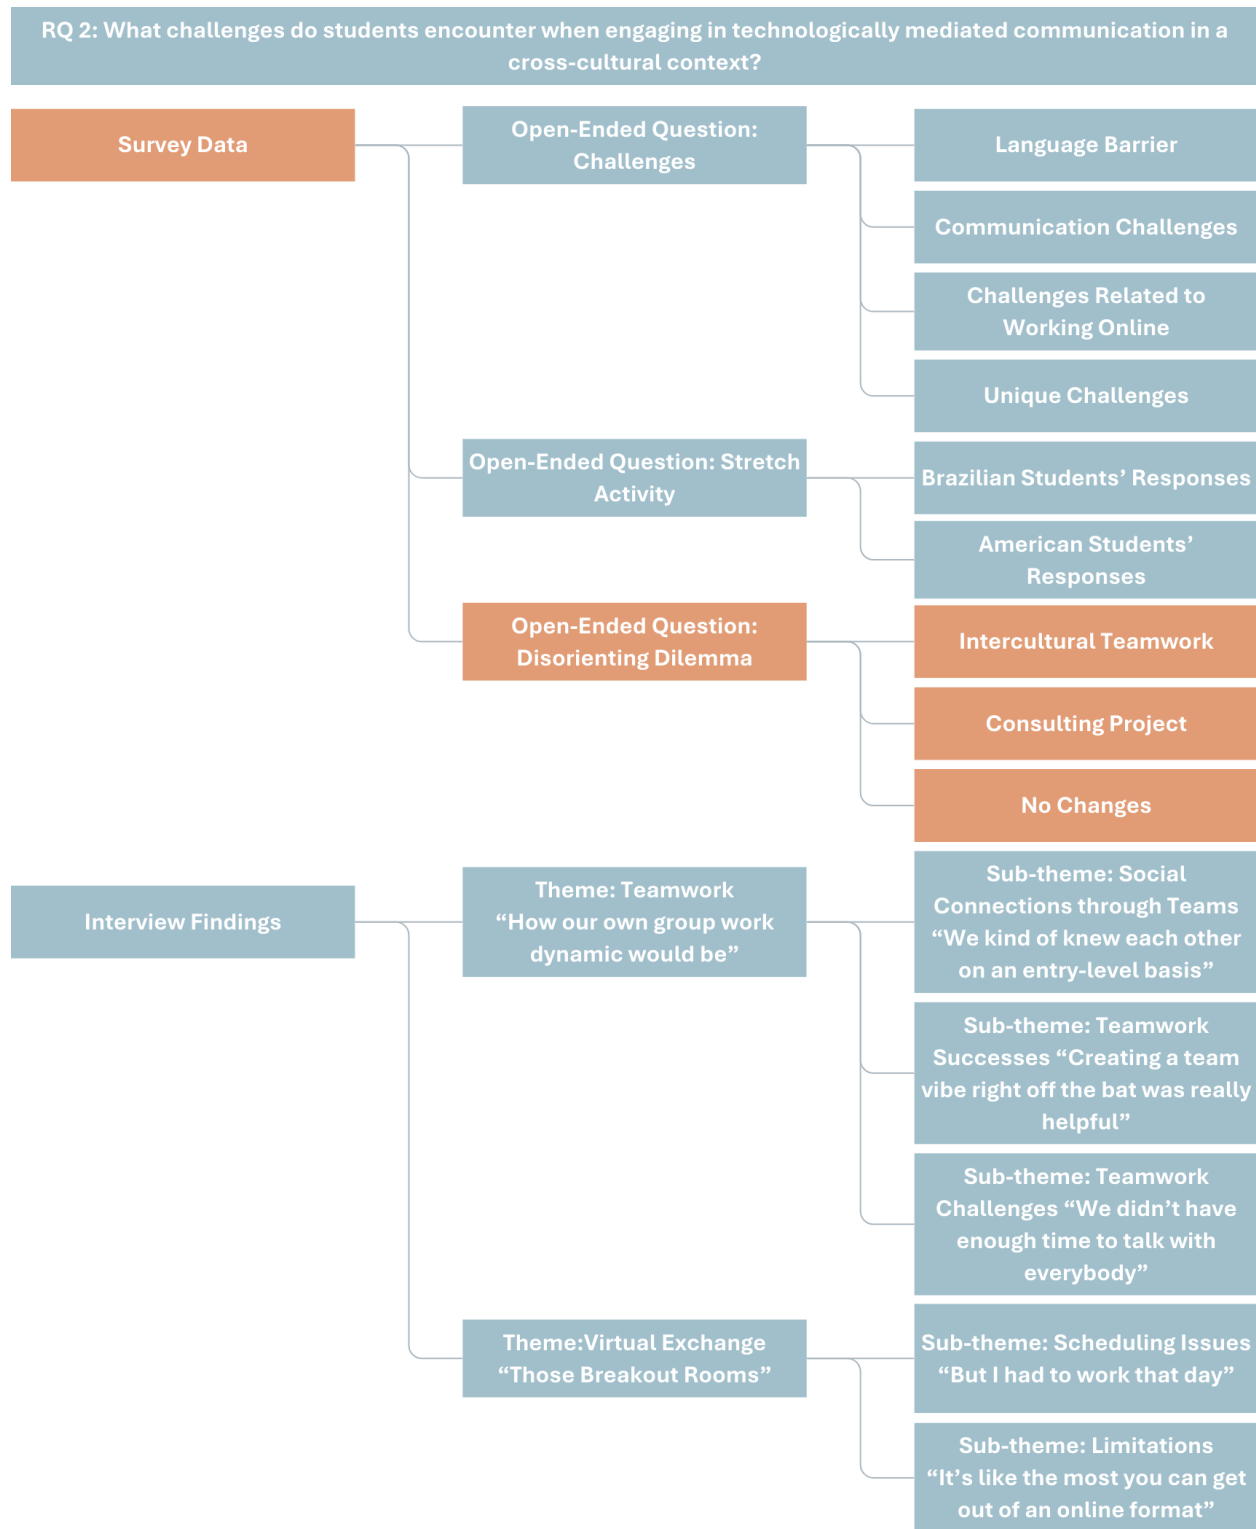 RQ 2: What challenges do students encounter when engaging in technologically mediated communication in a
cross-cultural context?
Survey Data
Open-Ended Question:
Challenges
Language Barrier
Communication Challenges
Challenges Related to
Working Online
Unique Challenges
Open-Ended Question: Stretch
Activity
Brazilian Students’ Responses
American Students’
Responses
Open-Ended Question:
Disorienting Dilemma
Intercultural Teamwork
Consulting Project
No Changes
Interview Findings
Theme: Teamwork
“How our own group work
dynamic would be”
Sub-theme: Social
Connections through Teams
“We kind of knew each other
on an entry-level basis”
Sub-theme: Teamwork
Successes “Creating a team
vibe right off the bat was really
helpful”
Sub-theme: Teamwork
Challenges “We didn’t have
enough time to talk with
everybody”
Theme:Virtual Exchange
“Those Breakout Rooms”
Sub-theme: Scheduling Issues
“But I had to work that day”
Sub-theme: Limitations
“It’s like the most you can get
out of an online format”